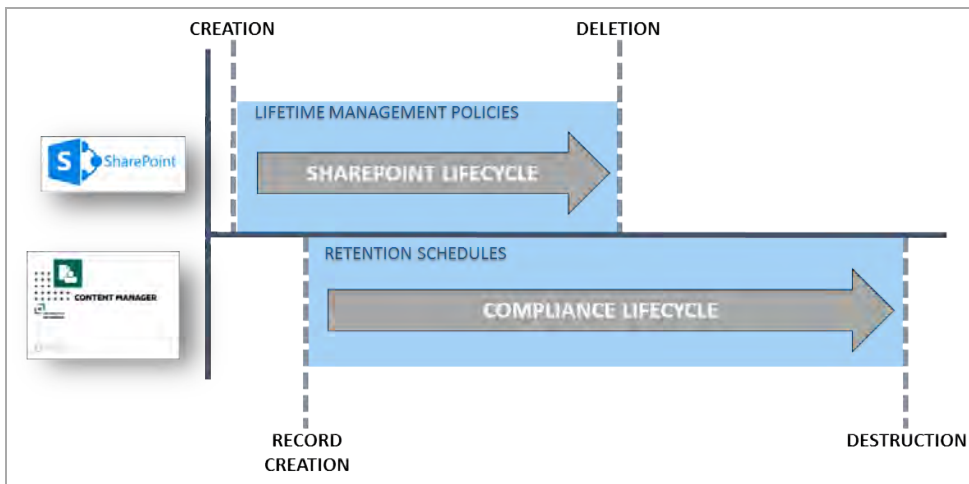 CREATION
DELETION
LIFETIME MANAGEMENT POLICIES
S
SharePoint
SHAREPOINT LIFECYCLE
RETENTION SCHEDULES
CONTENT MANAGER
COMPLIANCE LIFECYCLE
RECORD
CREATION
DESTRUCTION